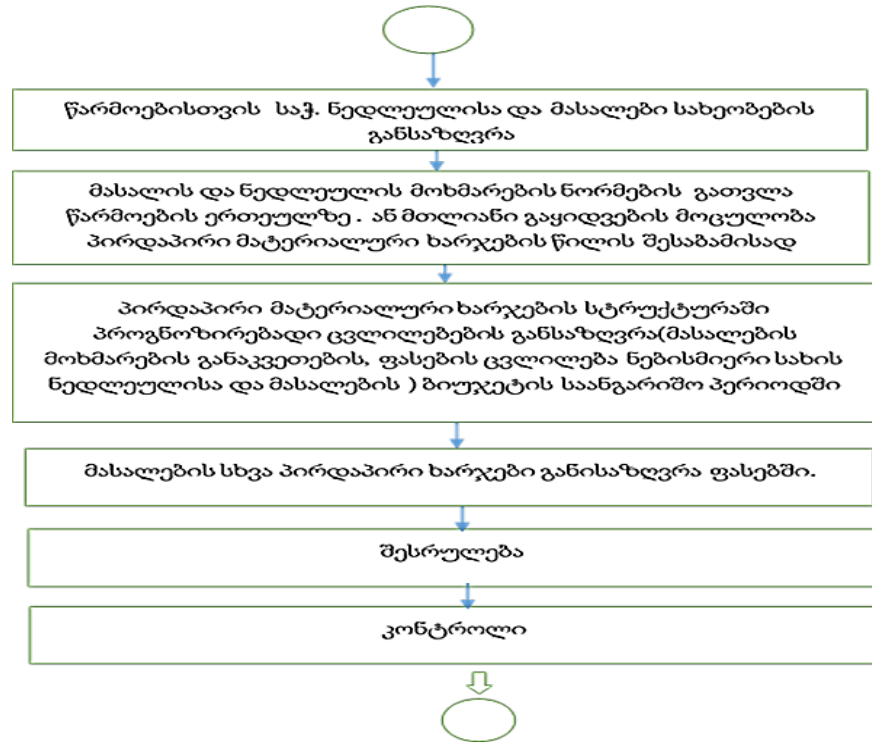 წარმოებისთვის საჭ. ნედლეულისა და მასალები სახეობების
განსაზღვრა
მასალის და ნედლეულის მოხმარების ნორმების გათვლა
წარმოების ერთეულზე . ან მთლიანი გაყიდვების მოცულობა
პირდაპირი მატერიალური ხარჯების წილის შესაბამისად
პირდაპირი მატერიალური ხარჯების სტრუქტურაში
პროგნოზირებადი ცვლილებების განსაზღვრა(მასალების
მოხმარების განაკვეთების, ფასების ცვლილება ნებისმიერი სახის
ნედლეულისა და მასალების ) ბიუჯეტის საანგარიშო პერიოდში
მასალების სხვა პირდაპირი ხარჯები განისაზღვრა ფასებში.
შესრულება
კონტროლი